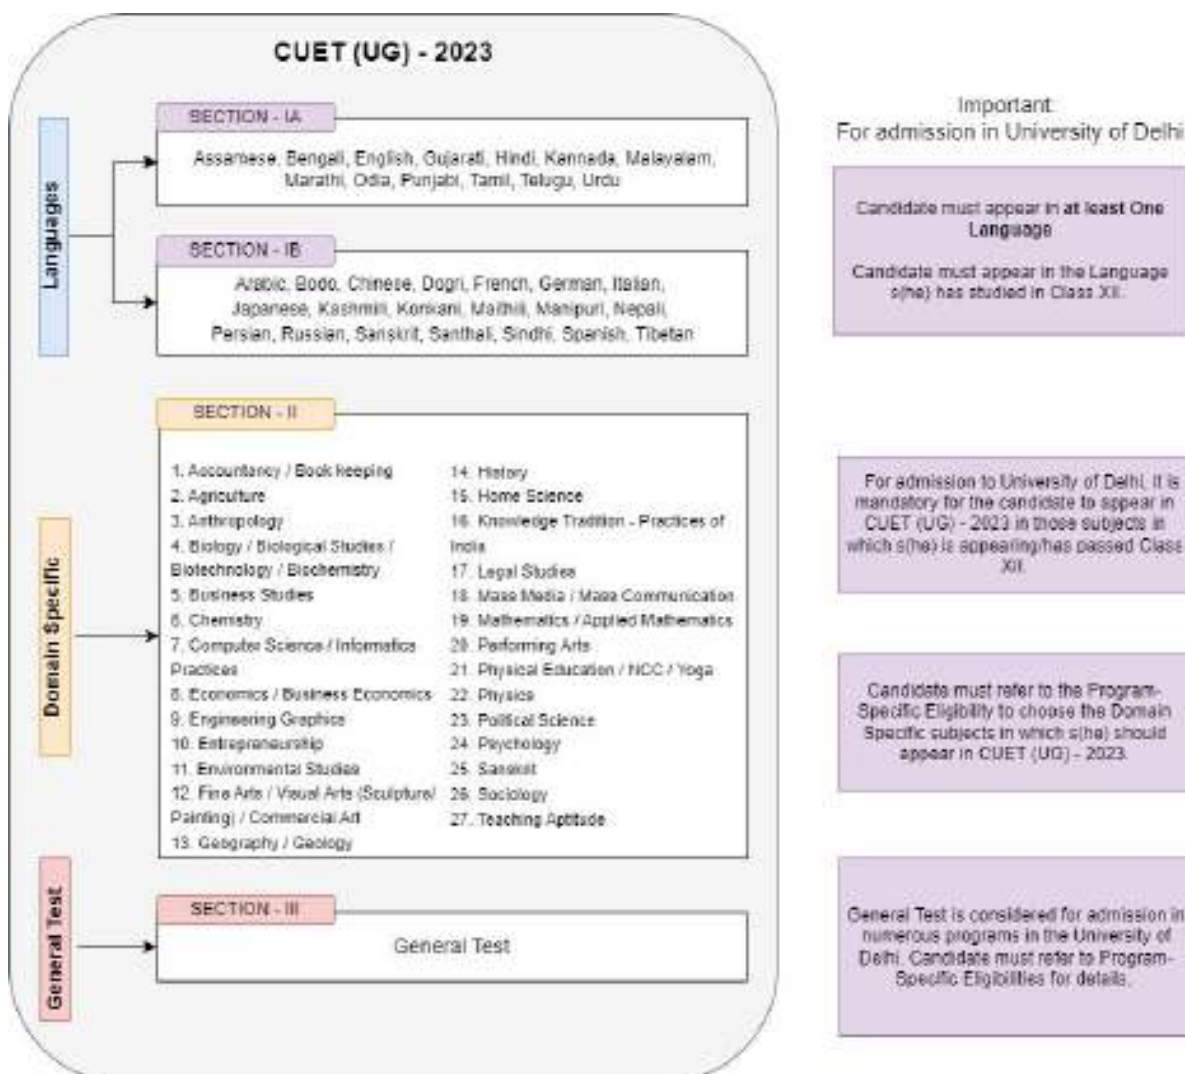 CUET (UG) - 2023
Languages
SECTION - IA
Assamese, Bengali, English, Gujarati, Hindi, Kannada, Malayalam,
Marathi, Odia, Punjabi, Tamil, Telugu, Urdu
SECTION - IB
Arabic, Bodo, Chinese, Dogri, French, German, Italian,
Japanese, Kashmiri, Konkani, Maithili, Manipuri, Nepali,
Persian, Russian, Sanskrit, Santhali, Sindhi, Spanish, Tibetan
Domain Specific
SECTION - II
1. Accountancy / Book keeping
2. Agriculture
3. Anthropology
4. Biology / Biological Studies /
Biotechnology / Biochemistry
5. Business Studies
6. Chemistry
7. Computer Science / Informatics
Practices
8. Economics / Business Economics
9. Engineering Graphics
10. Entrepreneurship
11. Environmental Studies
12. Fine Arts / Visual Arts (Sculpture/
Painting) / Commercial Art
13. Geography / Geology
14. History
15. Home Science
16. Knowledge Tradition - Practices of
India
17. Legal Studies
18. Mass Media / Mass Communication
19. Mathematics / Applied Mathematics
20. Performing Arts
21. Physical Education / NCC / Yoga
22. Physics
23. Political Science
24. Psychology
25. Sanskrit
26. Sociology
27. Teaching Aptitude
General Test
SECTION - III
General Test
Important:
For admission in University of Delhi
Candidate must appear in at least One
Language
Candidate must appear in the Language
s(he) has studied in Class XII.
For admission to University of Delhi, it is
mandatory for the candidate to appear in
CUET (UG) - 2023 in those subjects in
which s(he) is appearing/has passed Class
XII.
Candidate must refer to the Program-
Specific Eligibility to choose the Domain
Specific subjects in which s(he) should
appear in CUET (UG) - 2023.
General Test is considered for admission in
numerous programs in the University of
Delhi. Candidate must refer to Program-
Specific Eligibilities for details.